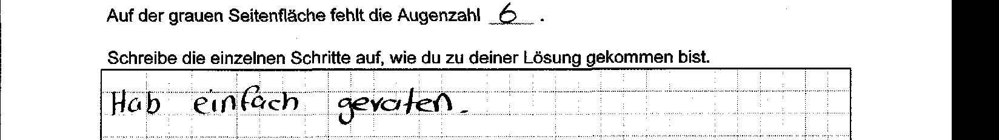 Auf der grauen Seitenfläche fehlt die Augenzahl 6 .
Schreibe die einzelnen Schritte auf, wie du zu deiner Lösung gekommen bist.
Hab einfach geraten.